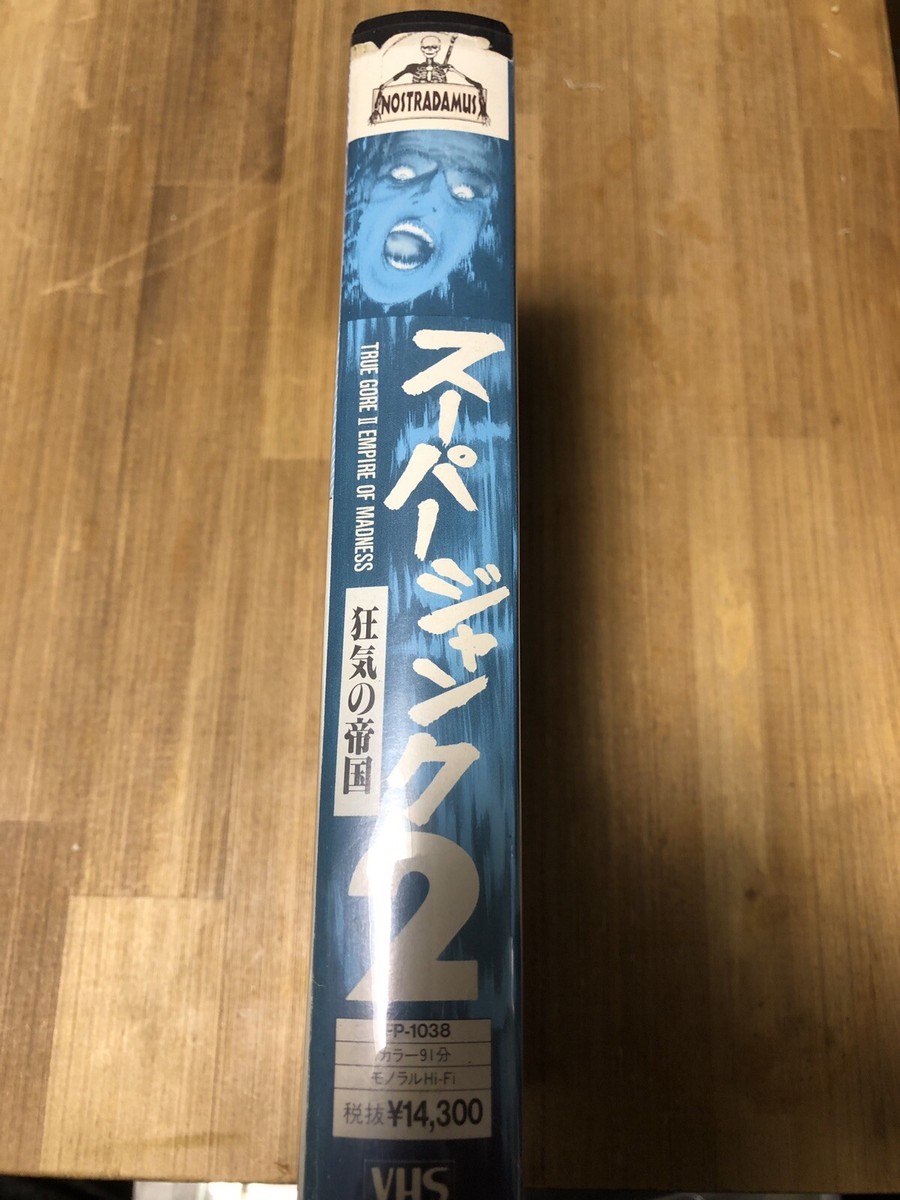 NOSTRADAMUS
スーパージャンク2
TRUE GORE II EMPIRE OF MADNESS
狂気の帝国
P-1038
カラー91分
モノラルHi-Fi
税抜¥14,300
VHS